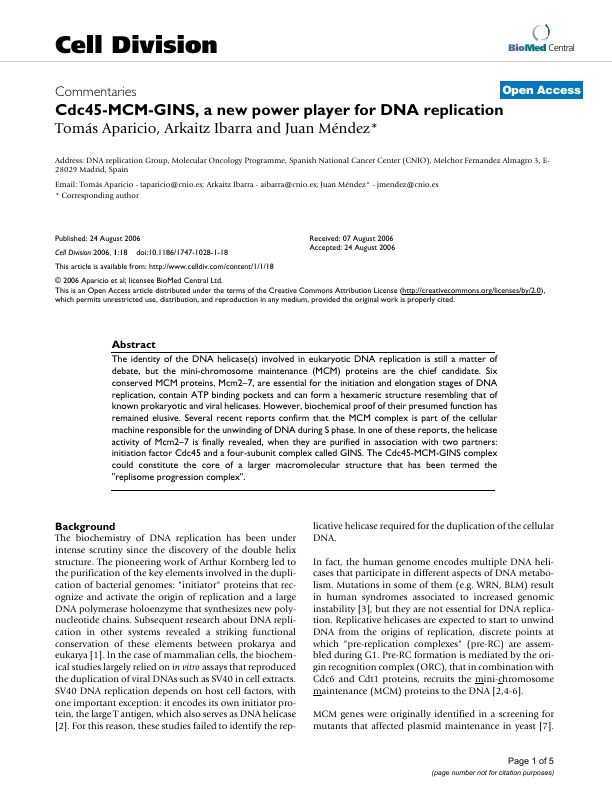 Cell Division
BioMed Central
Commentaries
Open Access
Cdc45-MCM-GINS, a new power player for DNA replication
Tomás Aparicio, Arkaitz Ibarra and Juan Méndez*
Address: DNA replication Group, Molecular Oncology Programme, Spanish National Cancer Center (CNIO), Melchor Fernandez Almagro 3, E-
28029 Madrid, Spain
Email: Tomás Aparicio - taparicio@cnio.es; Arkaitz Ibarra - aibarra@cnio.es; Juan Méndez* - jmendez@cnio.es
* Corresponding author
Published: 24 August 2006
Cell Division 2006, 1:18 doi:10.1186/1747-1028-1-18
This article is available from: http://www.celldiv.com/content/1/1/18
Received: 07 August 2006
Accepted: 24 August 2006
© 2006 Aparicio et al; licensee BioMed Central Ltd.
This is an Open Access article distributed under the terms of the Creative Commons Attribution License (http://creativecommons.org/licenses/by/2.0),
which permits unrestricted use, distribution, and reproduction in any medium, provided the original work is properly cited.
Abstract
The identity of the DNA helicase(s) involved in eukaryotic DNA replication is still a matter of
debate, but the mini-chromosome maintenance (MCM) proteins are the chief candidate. Six
conserved MCM proteins, Mcm2–7, are essential for the initiation and elongation stages of DNA
replication, contain ATP binding pockets and can form a hexameric structure resembling that of
known prokaryotic and viral helicases. However, biochemical proof of their presumed function has
remained elusive. Several recent reports confirm that the MCM complex is part of the cellular
machine responsible for the unwinding of DNA during S phase. In one of these reports, the helicase
activity of Mcm2–7 is finally revealed, when they are purified in association with two partners:
initiation factor Cdc45 and a four-subunit complex called GINS. The Cdc45-MCM-GINS complex
could constitute the core of a larger macromolecular structure that has been termed the
"replisome progression complex".
Background
The biochemistry of DNA replication has been under
intense scrutiny since the discovery of the double helix
structure. The pioneering work of Arthur Kornberg led to
the purification of the key elements involved in the dupli-
cation of bacterial genomes: "initiator" proteins that rec-
ognize and activate the origin of replication and a large
DNA polymerase holoenzyme that synthesizes new poly-
nucleotide chains. Subsequent research about DNA repli-
cation in other systems revealed a striking functional
conservation of these elements between prokarya and
eukarya [1]. In the case of mammalian cells, the biochem-
ical studies largely relied on in vitro assays that reproduced
the duplication of viral DNAs such as SV40 in cell extracts.
SV40 DNA replication depends on host cell factors, with
one important exception: it encodes its own initiator pro-
tein, the large T antigen, which also serves as DNA helicase
[2]. For this reason, these studies failed to identify the rep-
licative helicase required for the duplication of the cellular
DNA.
In fact, the human genome encodes multiple DNA heli-
cases that participate in different aspects of DNA metabo-
lism. Mutations in some of them (e.g. WRN, BLM) result
in human syndromes associated to increased genomic
instability [3], but they are not essential for DNA replica-
tion. Replicative helicases are expected to start to unwind
DNA from the origins of replication, discrete points at
which "pre-replication complexes" (pre-RC) are assem-
bled during G1. Pre-RC formation is mediated by the ori-
gin recognition complex (ORC), that in combination with
Cdc6 and Cdt1 proteins, recruits the mini-chromosome
maintenance (MCM) proteins to the DNA [2,4-6].
MCM genes were originally identified in a screening for
mutants that affected plasmid maintenance in yeast [7].
Page 1 of 5
(page number not for citation purposes)